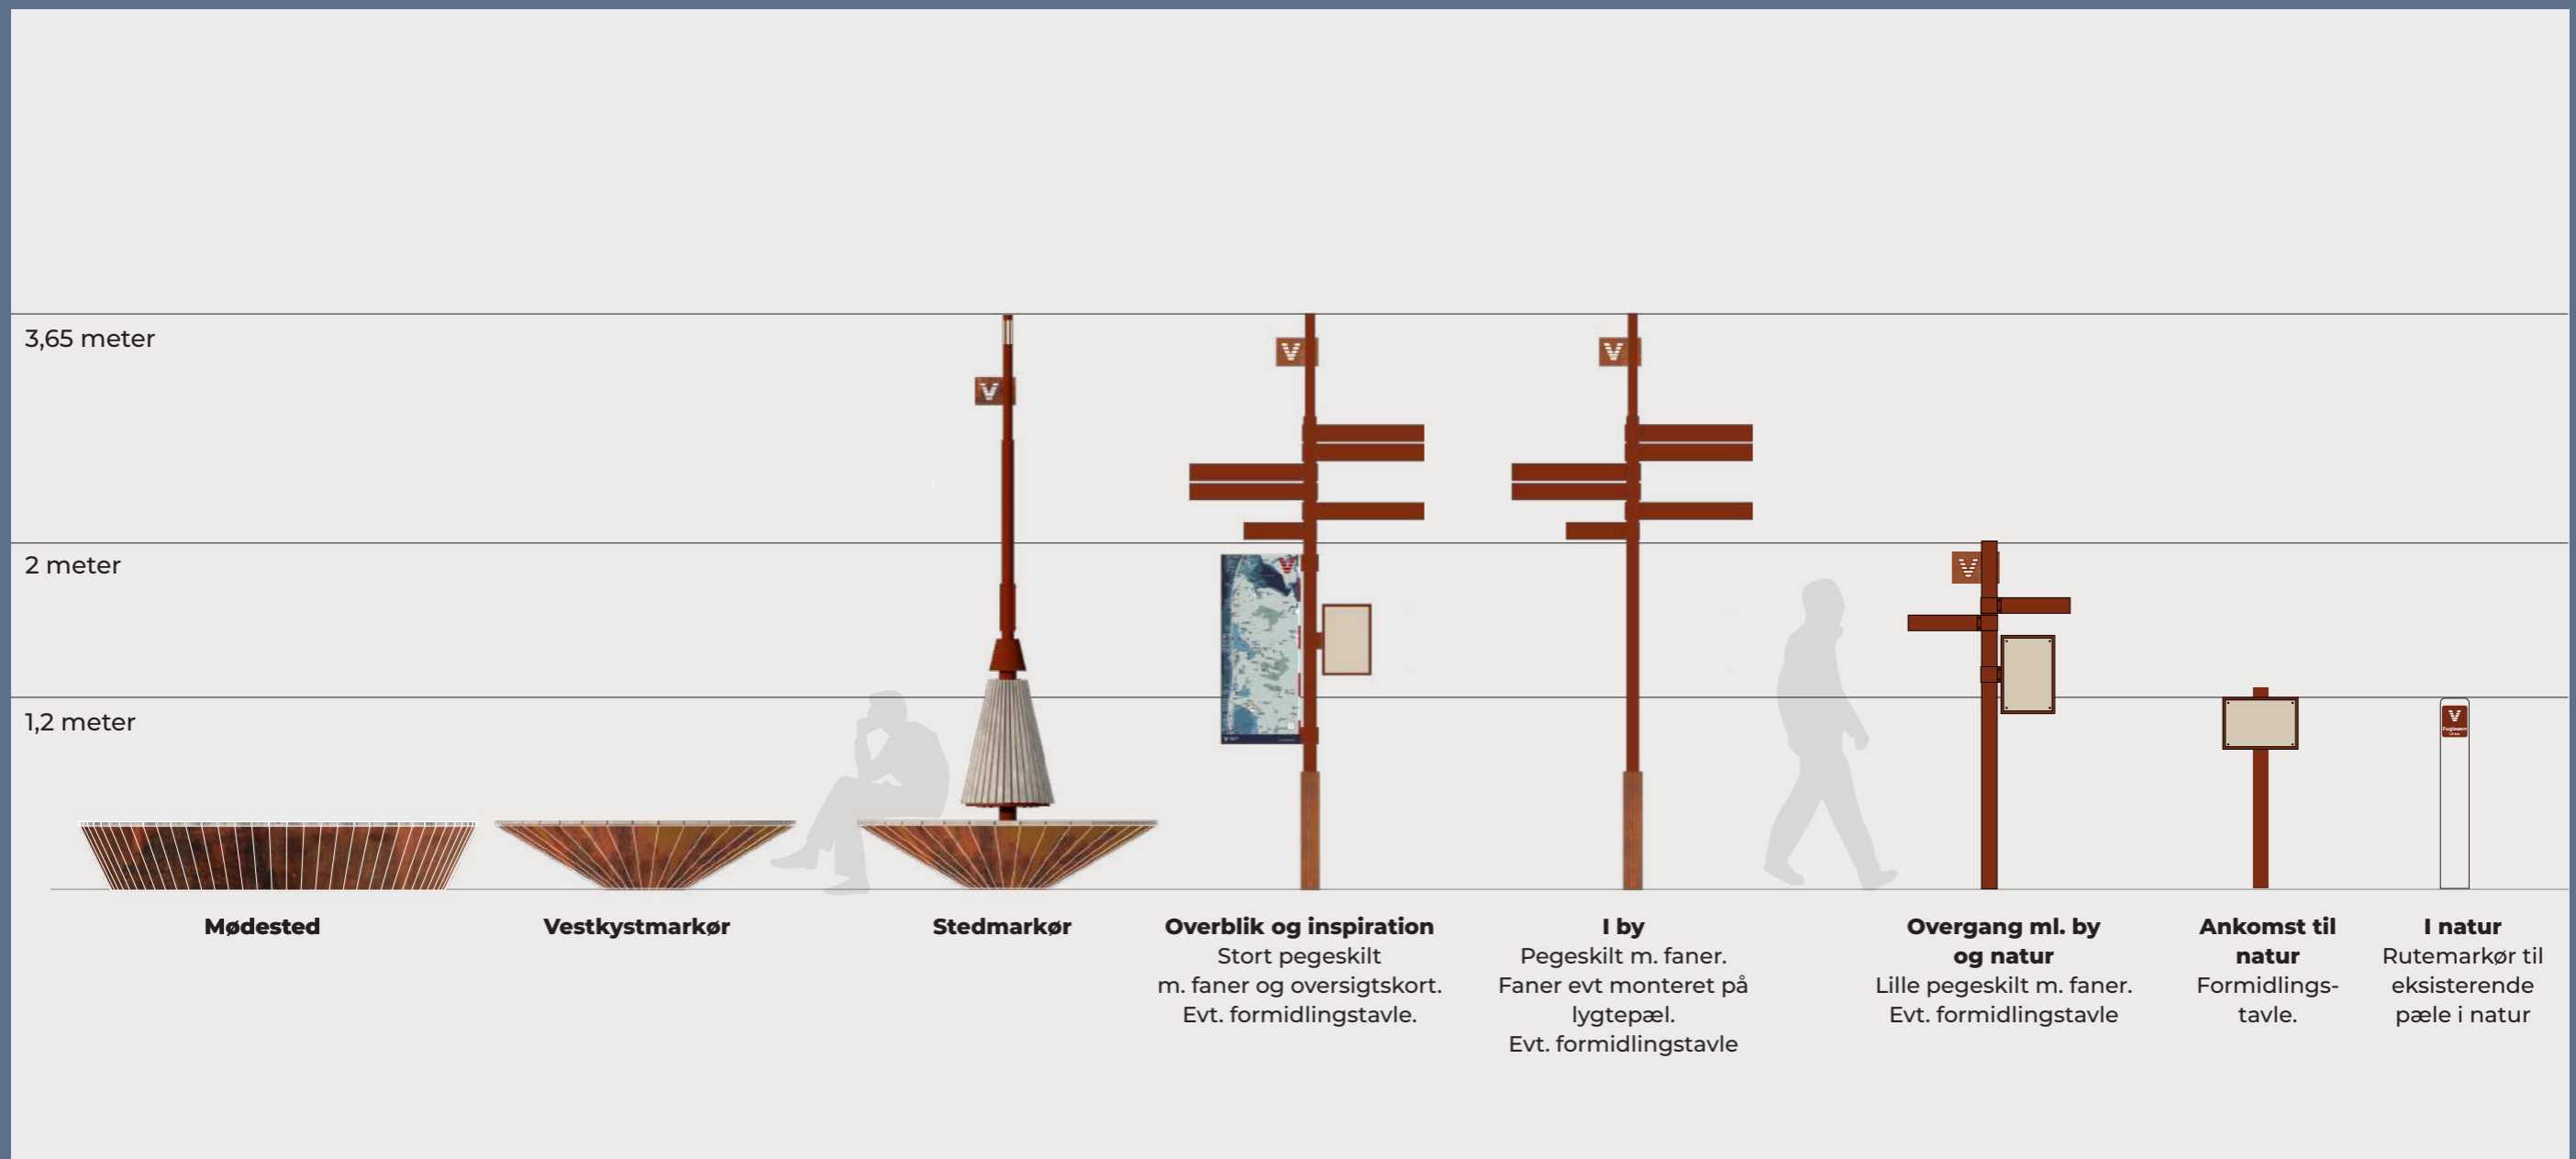 3,65 meter
2 meter
1,2 meter
V
V
V
V
V
Mødested
Vestkystmarkør
Stedmarkør
Overblik og inspiration
Stort pegeskilt
m. faner og oversigtskort.
Evt. formidlingstavle.
I by
Pegeskilt m. faner.
Faner evt monteret på
lygtepæl.
Evt. formidlingstavle
Overgang ml. by
og natur
Lille pegeskilt m. faner.
Evt. formidlingstavle
Ankomst til
natur
Formidlings-
tavle.
I natur
Rutemarkør til
eksisterende
pæle i natur